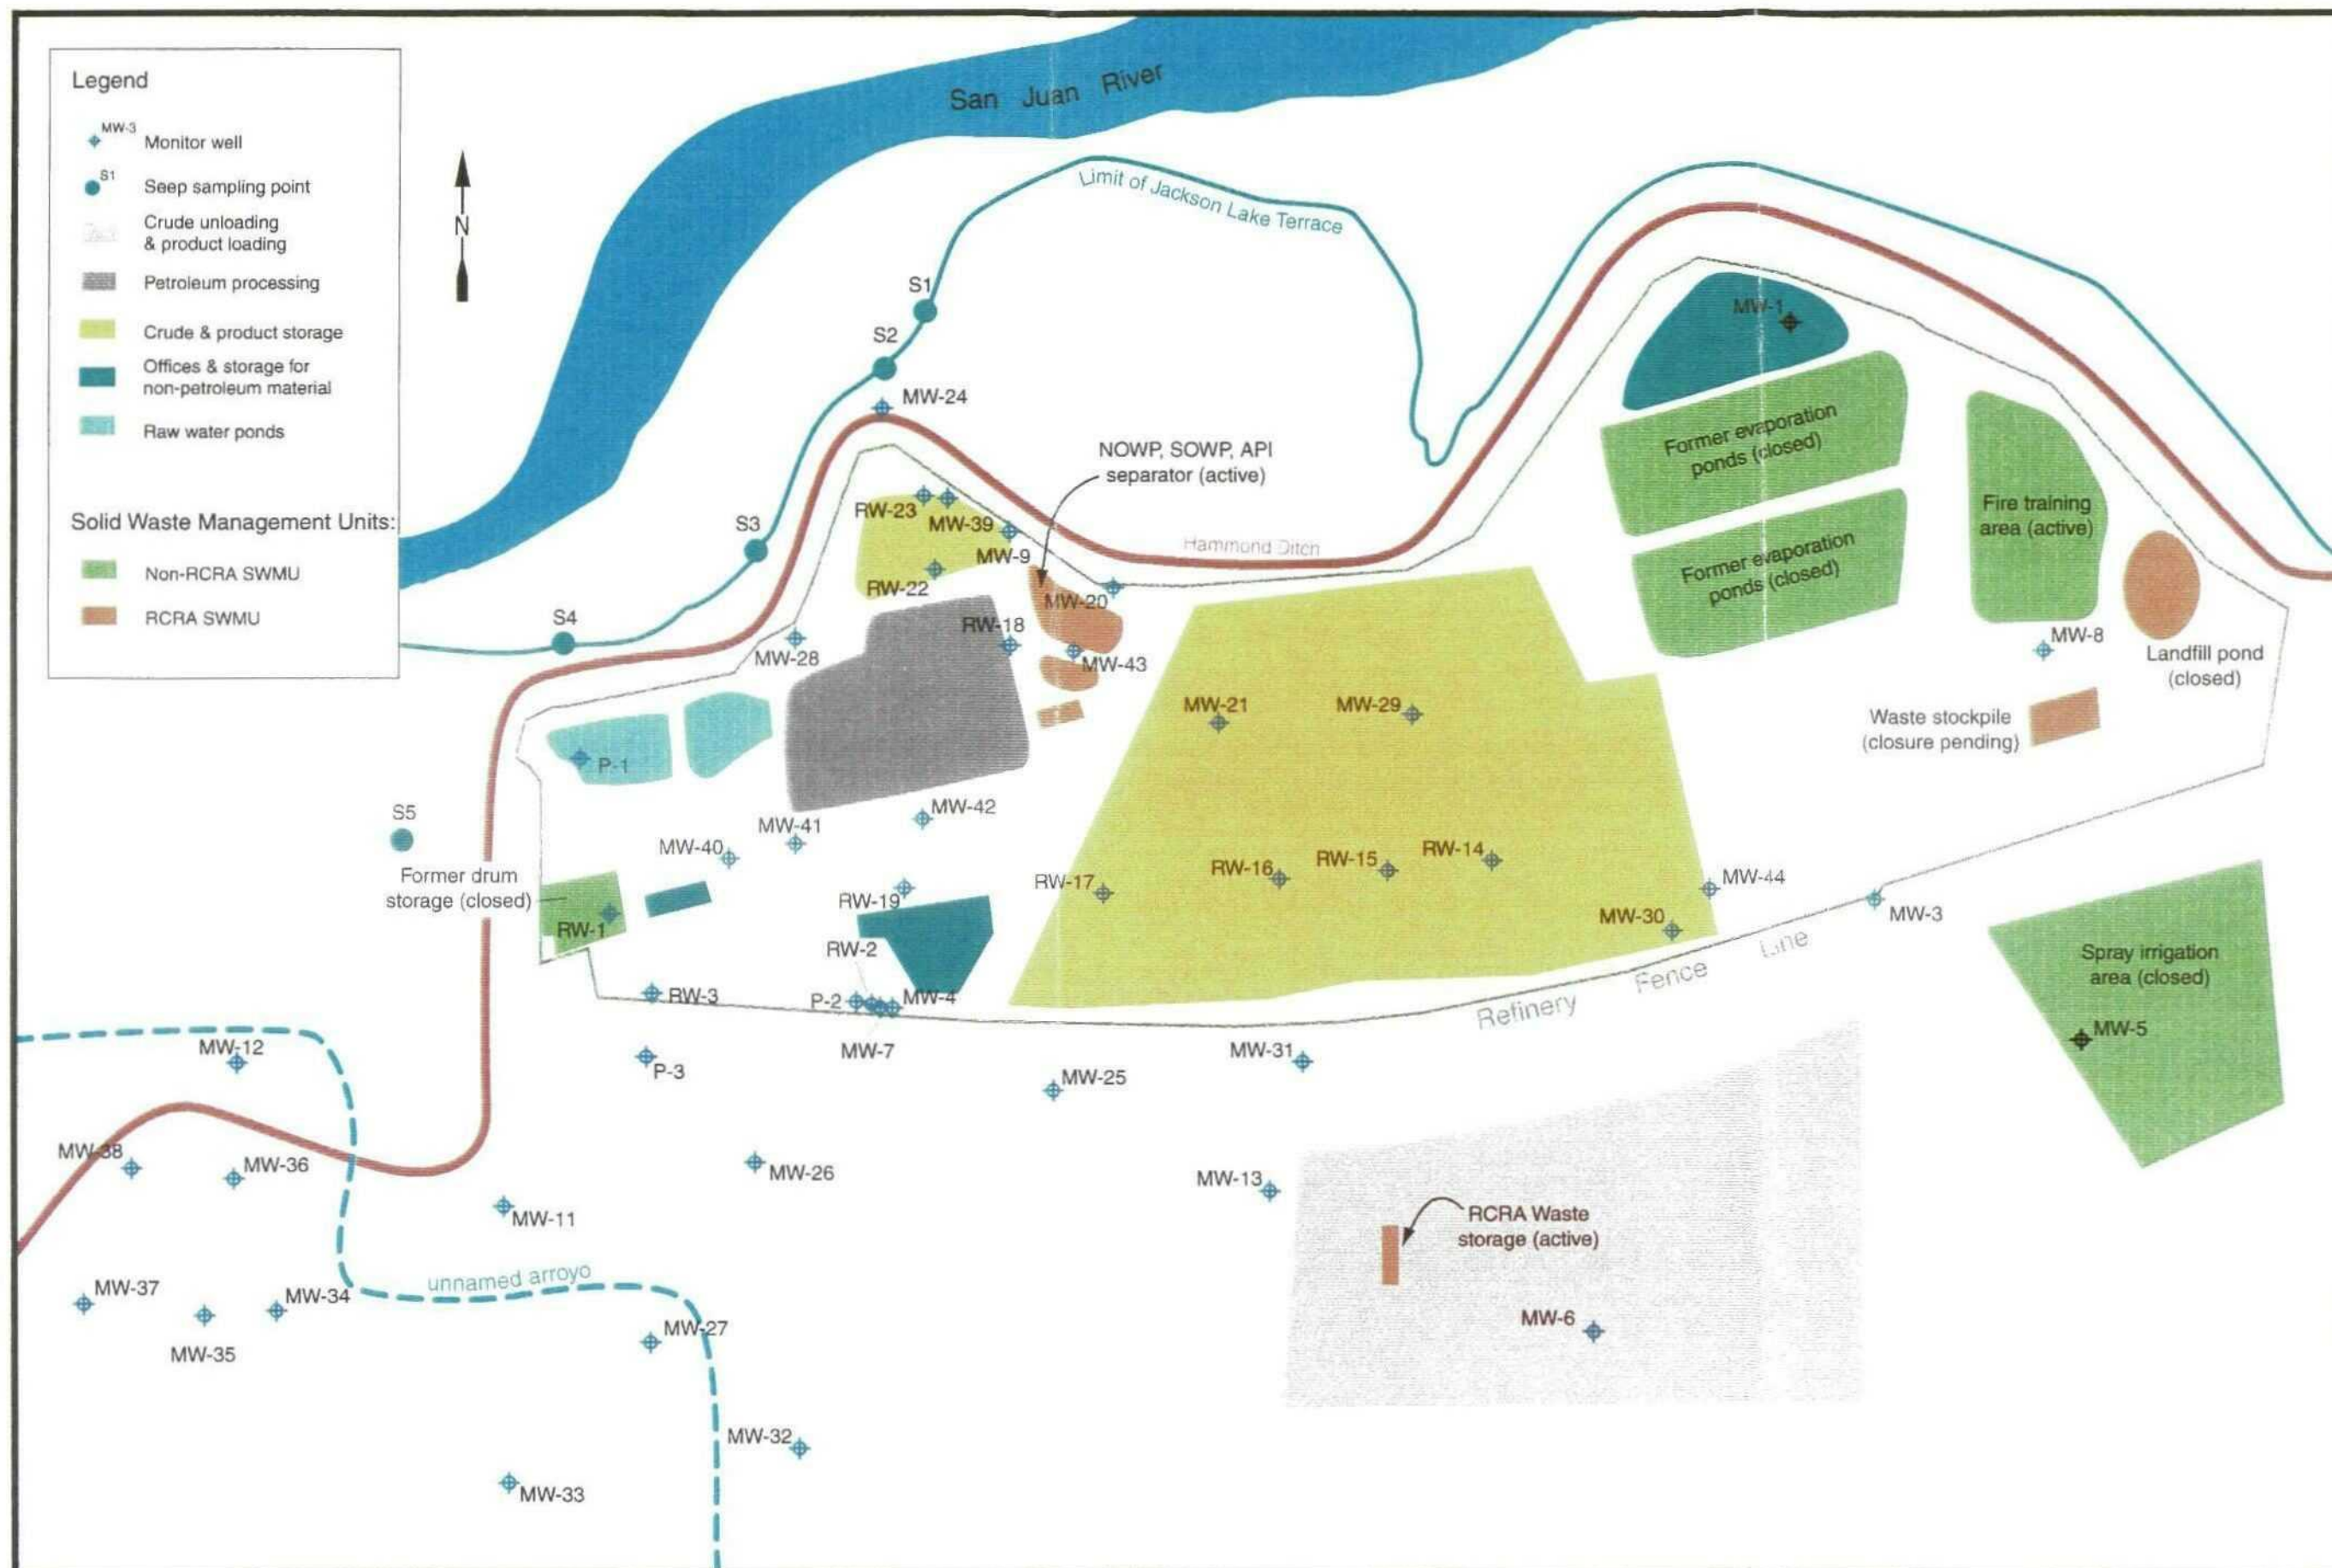 Legend
MW-3
Monitor well
S1
Seep sampling point
Crude unloading
& product loading
Petroleum processing
Crude & product storage
Offices & storage for
non-petroleum material
Raw water ponds
Solid Waste Management Units:
Non-RCRA SWMU
RCRA SWMU
N
San Juan River
Limit of Jackson Lake Terrace
S1
S2
MW-24
NOWP, SOWP, API
separator (active)
MW-1
Former evaporation
ponds (closed)
Former evaporation
ponds (closed)
Fire training
area (active)
Landfill pond
(closed)
MW-8
Waste stockpile
(closure pending)
S3
RW-23
MW-39
MW-9
RW-22
Hammond Ditch
MW-20
S4
MW-28
RW-18
MW-43
P-1
MW-21
MW-29
S5
MW-40
MW-41
MW-42
Former drum
storage (closed)
RW-1
RW-19
RW-17
RW-16
RW-15
RW-14
MW-44
MW-30
MW-3
RW-2
RW-3
P-2
MW-4
MW-7
Refinery Fence Line
Spray irrigation
area (closed)
MW-5
MW-12
P-3
MW-25
MW-31
MW-38
MW-36
MW-11
MW-26
MW-13
RCRA Waste
storage (active)
MW-6
MW-37
MW-35
MW-34
unnamed arroyo
MW-27
MW-32
MW-33